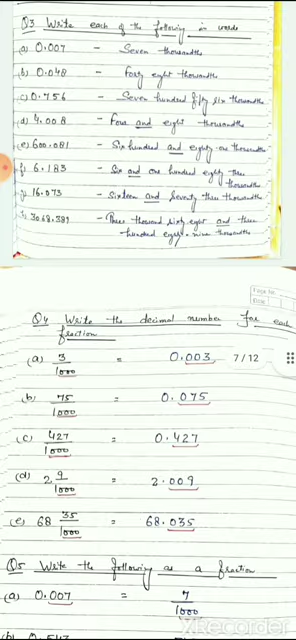 Q3 Write each of the following in words
(a) 0.007 - Seven thousandths
(b) 0.048 - Forty eight thousandths
(c) 0.756 - Seven hundred fifty six thousandths
(d) 4.008 - Four and eight thousandths
(e) 600.081 - Six hundred and eighty one thousandths
(f) 6.183 - Six and one hundred eighty three
thousandths
(g) 16.073 - Sixteen and Seventy three thousandths
3068.389 - Three thousand sixty eight and three
hundred eighty nine thousandths
Page No.
Date
Q4 Write the decimal number for each
fraction
(a) 3/1000 = 0.003 7/12
(b) 75/1000 = 0.075
(c) 427/1000 = 0.427
(d) 2 9/1000 = 2.009
(e) 68 35/1000 = 68.035
Q5 Write the following as a fraction
(a) 0.007 = 7/1000
(b) 0.547
XRecorder